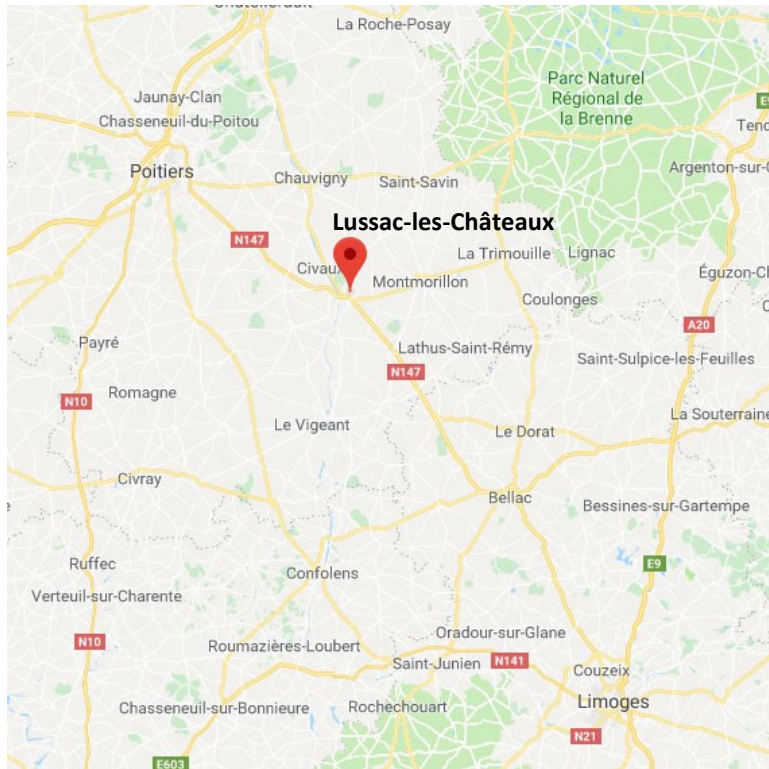 Châtellerault
La Roche-Posay
Parc Naturel
Régional de
la Brenne
Jaunay-Clan
Chasseneuil-du-Poitou
Poitiers
Chauvigny
Saint-Savin
N147
Lussac-les-Châteaux
Civaux
La Trimouille
Lignac
Montmorillon
Coulonges
A20
Payré
Lathus-Saint-Rémy
Saint-Sulpice-les-Feuilles
N147
Romagne
N10
La Souterraine
Le Vigeant
Le Dorat
Civray
Bellac
Bessines-sur-Gartempe
Ruffec
E9
Confolens
Verteuil-sur-Charente
N10
Oradour-sur-Glane
Roumazières-Loubert
Saint-Junien
N141
Couzeix
Limoges
Chasseneuil-sur-Bonnieure
Rochechouart
N21
E603